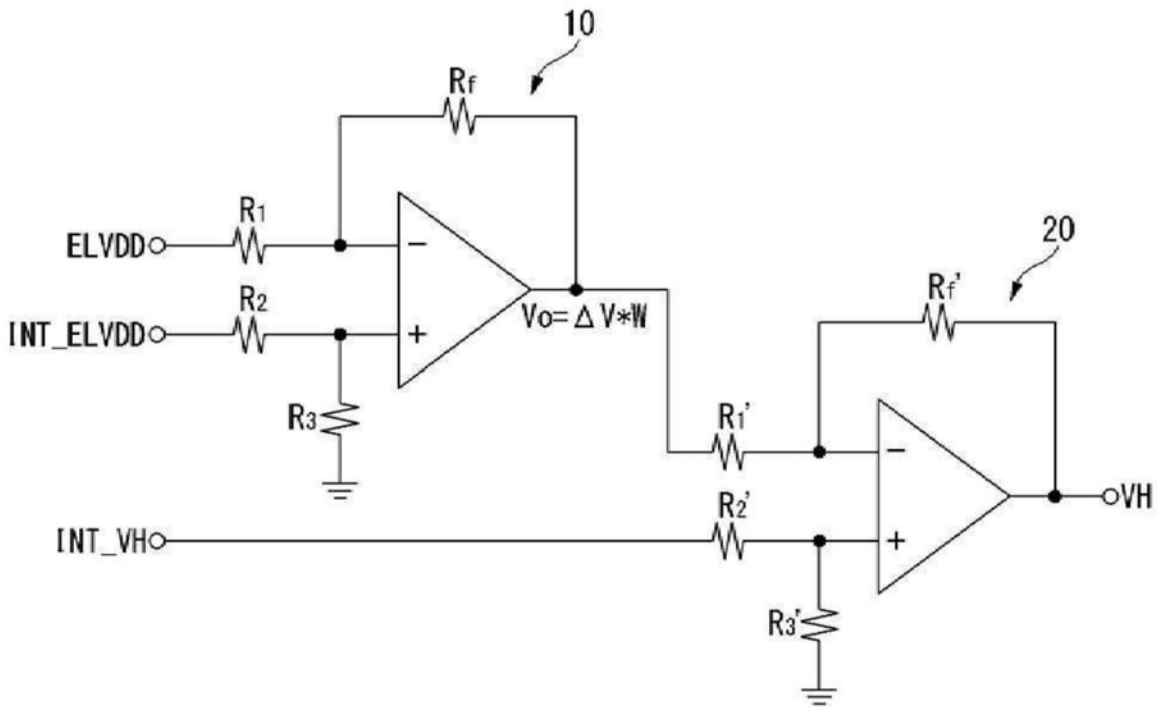 10
Rf
R1
ELVDD
−
R2
Vo=ΔV*W
INT_ELVDD
+
R3
20
Rf'
R1'
−
R2'
VH
INT_VH
+
R3'